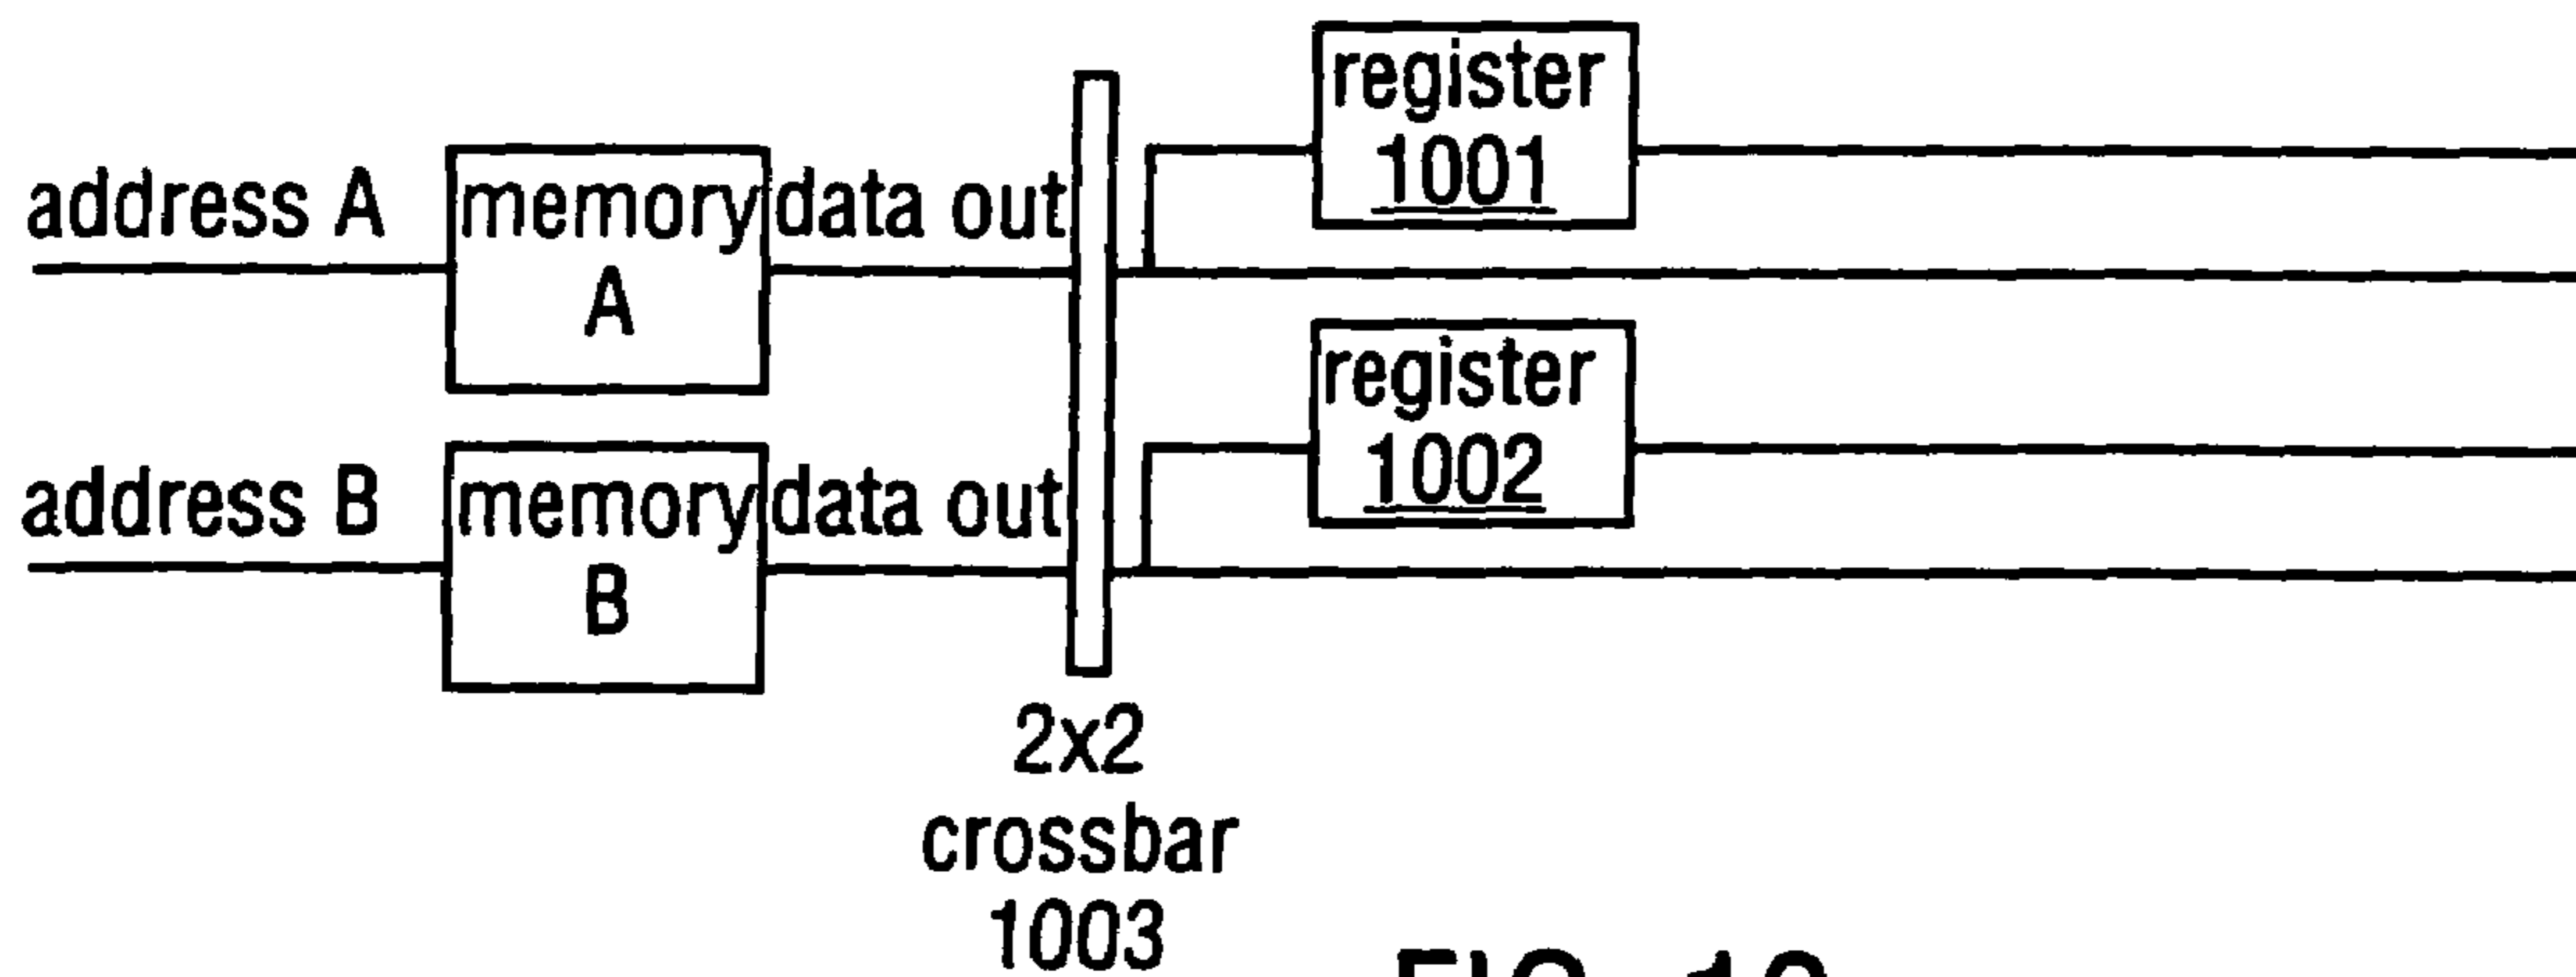 register
1001
address A
memory
A
data out
register
1002
address B
memory
B
data out
2x2
crossbar
1003